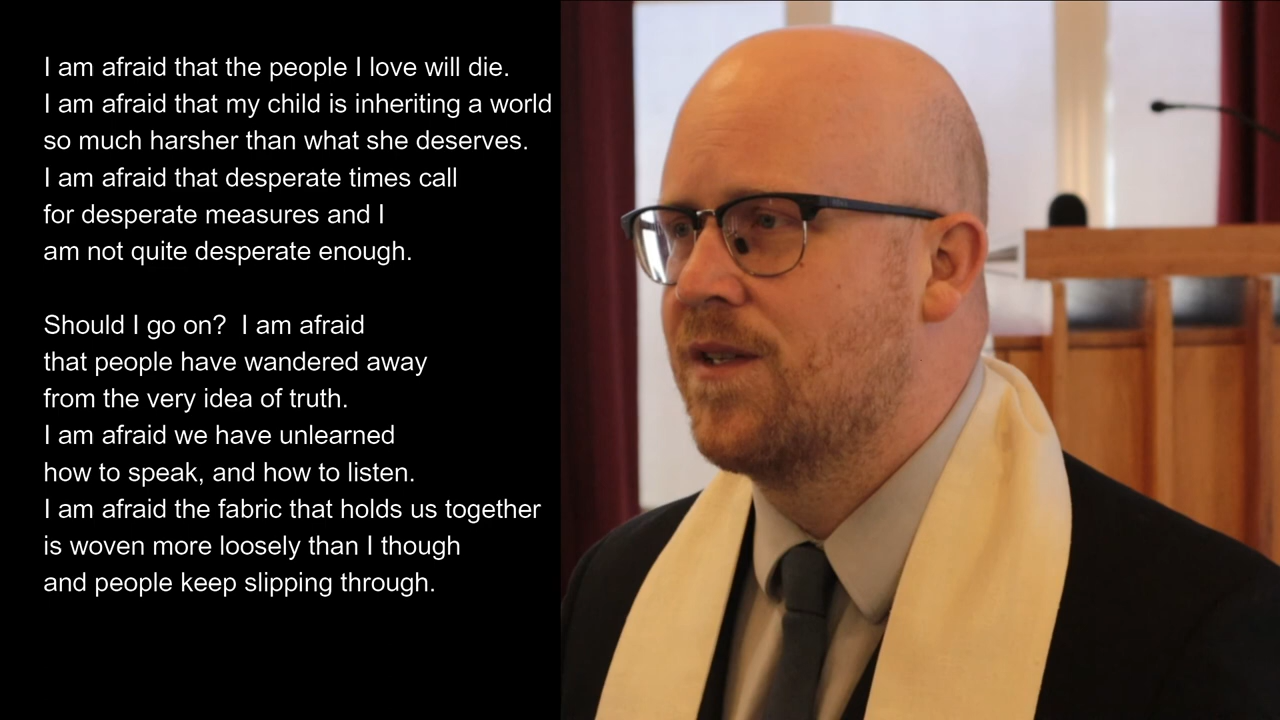 I am afraid that the people I love will die.
I am afraid that my child is inheriting a world
so much harsher than what she deserves.
I am afraid that desperate times call
for desperate measures and I
am not quite desperate enough.
Should I go on?  I am afraid
that people have wandered away
from the very idea of truth.
I am afraid we have unlearned
how to speak, and how to listen.
I am afraid the fabric that holds us together
is woven more loosely than I though
and people keep slipping through.